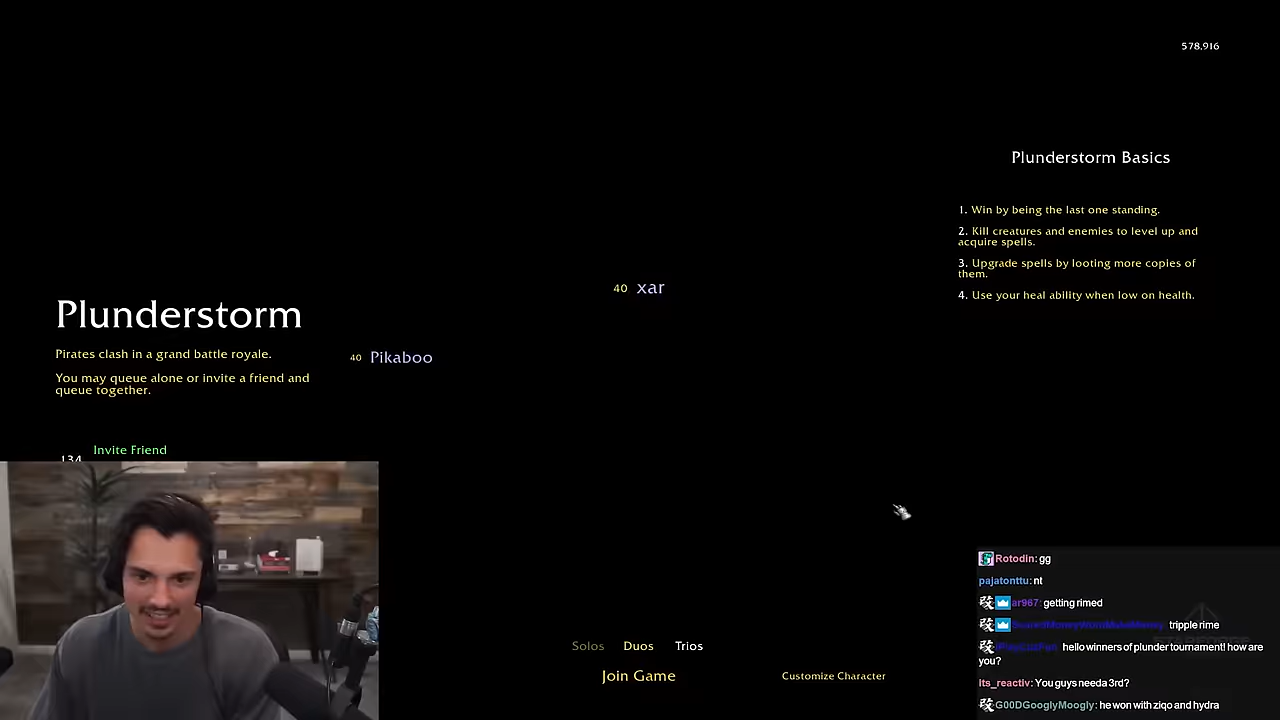 578,916
Plunderstorm Basics
1. Win by being the last one standing.
2. Kill creatures and enemies to level up and
acquire spells.
3. Upgrade spells by looting more copies of
them.
4. Use your heal ability when low on health.
40 xar
Plunderstorm
Pirates clash in a grand battle royale.
You may queue alone or invite a friend and
queue together.
40 Pikaboo
Invite Friend
134
Solos Duos Trios
Join Game
Customize Character
Rotodin: gg
pajatonttu: nt
ar967: getting rimed
tripple rime
hello winners of plunder tournament! how are
you?
Its_reactiv: You guys needa 3rd?
G00DGooglyMoogly: he won with ziqo and hydra